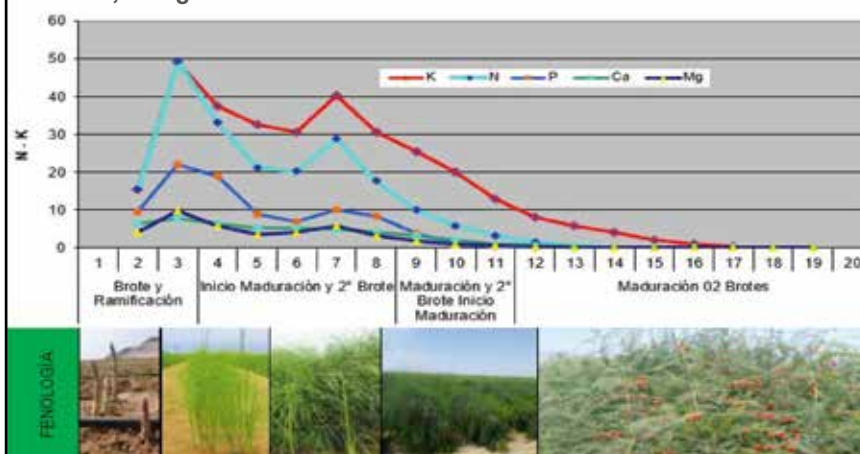 60
50
40
30
20
10
0
N - K
K N P Ca Mg
1 2 3 4 5 6 7 8 9 10 11 12 13 14 15 16 17 18 19 20
Brote y Ramificación
Inicio Maduración y 2° Brote
Maduración y 2° Brote Inicio Maduración
Maduración 02 Brotes
FENOLOGÍA